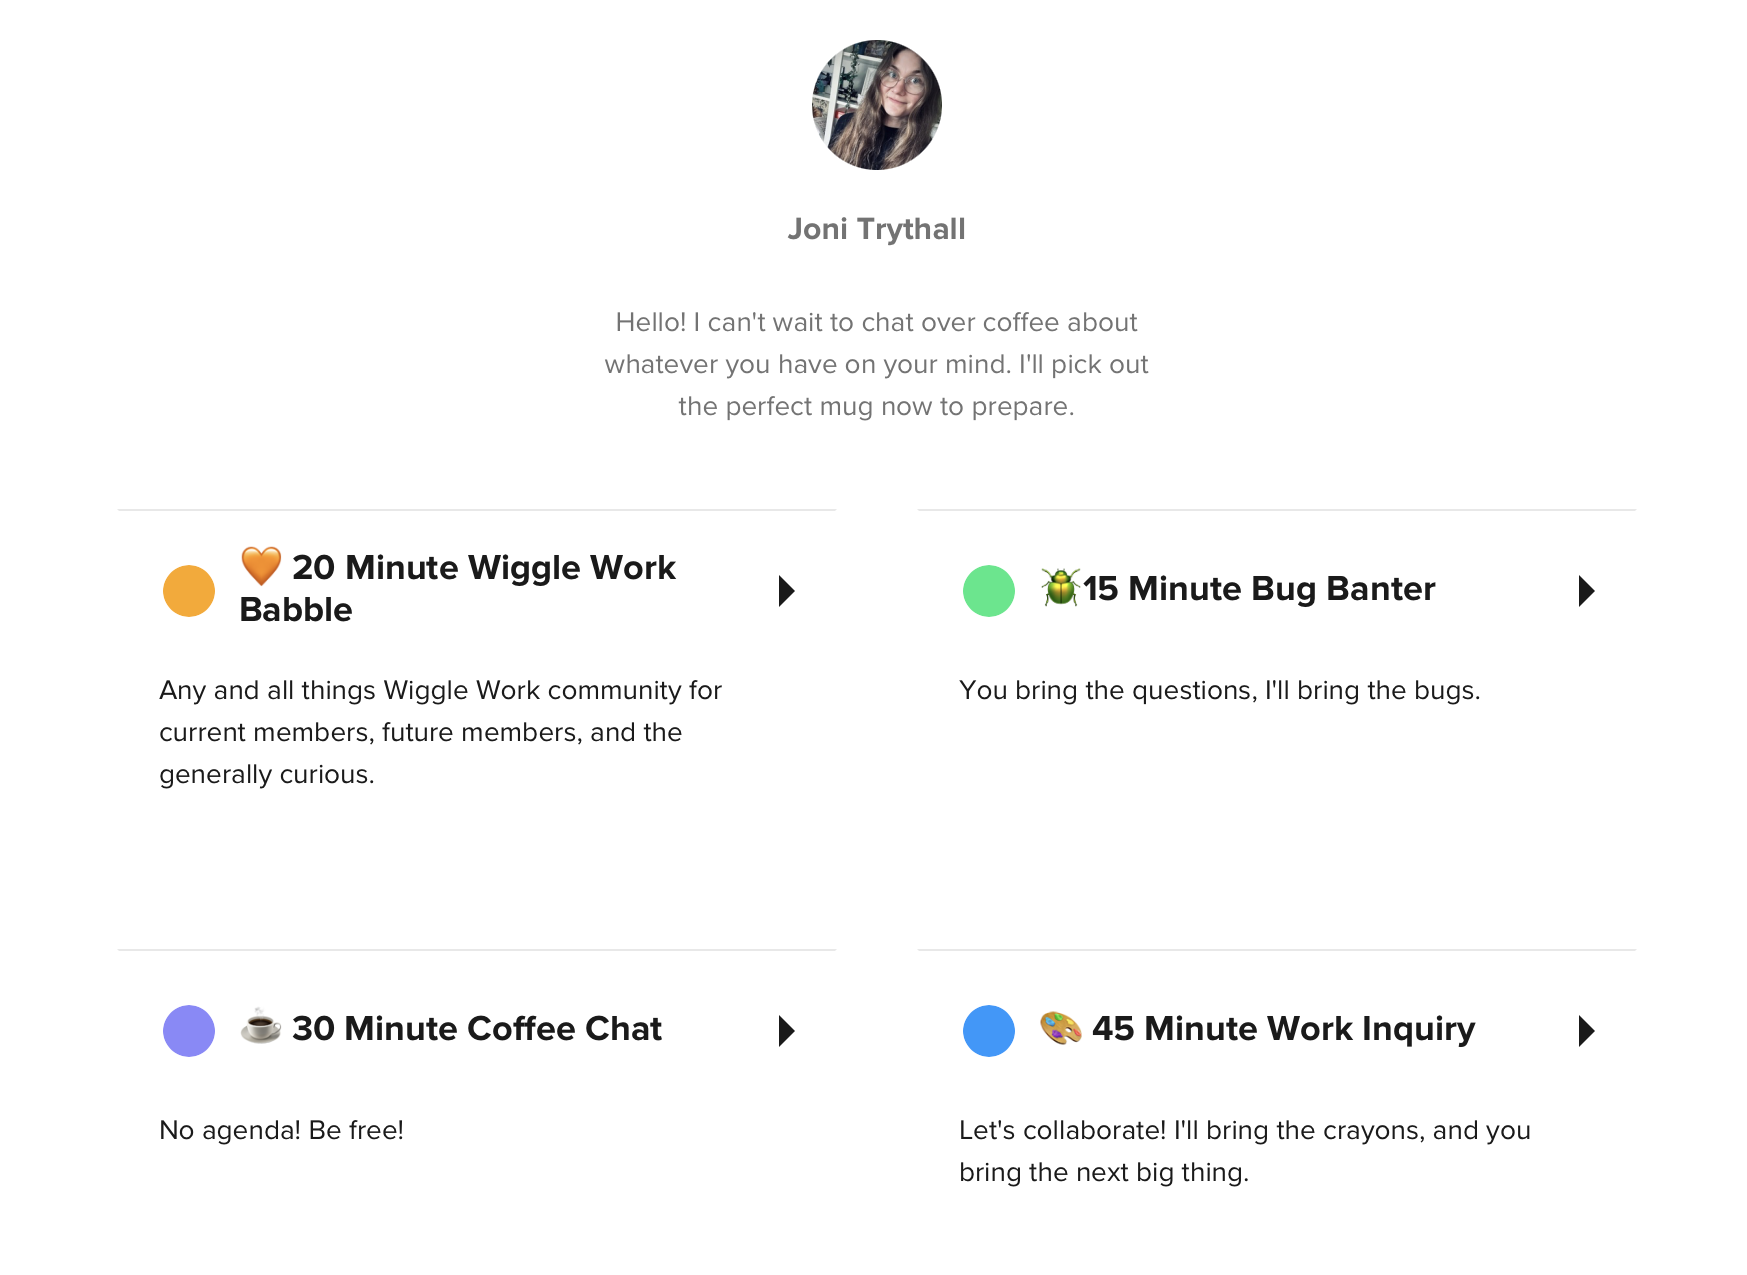 Joni Trythall
Hello! I can't wait to chat over coffee about
whatever you have on your mind. I'll pick out
the perfect mug now to prepare.
🧡 20 Minute Wiggle Work
Babble
Any and all things Wiggle Work community for
current members, future members, and the
generally curious.
🪲15 Minute Bug Banter
You bring the questions, I'll bring the bugs.
☕ 30 Minute Coffee Chat
No agenda! Be free!
🎨 45 Minute Work Inquiry
Let's collaborate! I'll bring the crayons, and you
bring the next big thing.